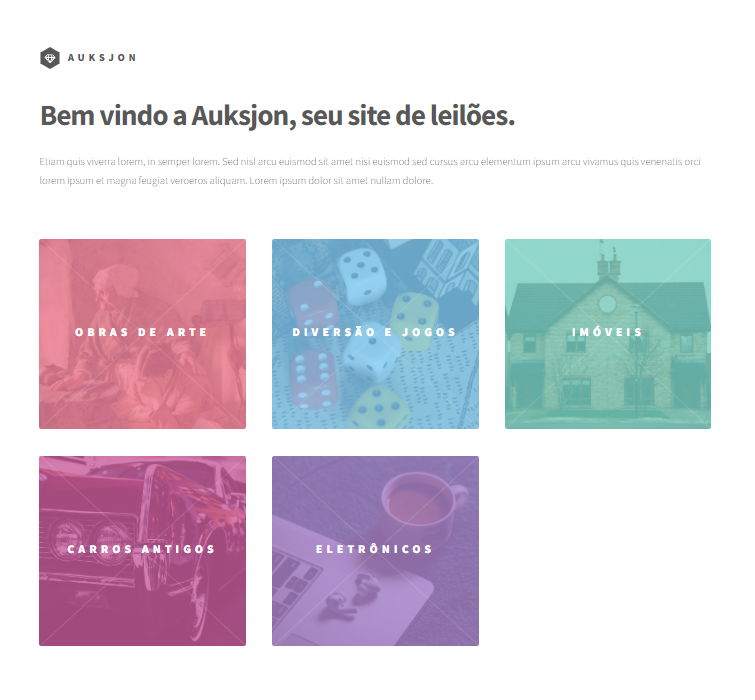 AUKSJON
Bem vindo a Auksjon, seu site de leilões.
Etiam quis viverra lorem, in semper lorem. Sed nisl arcu euismod sit amet nisi euismod sed cursus arcu elementum ipsum arcu vivamus quis venenatis orci
lorem ipsum et magna feugiat veroeros aliquam. Lorem ipsum dolor sit amet nullam dolore.
OBRAS DE ARTE
DIVERSÃO E JOGOS
IMÓVEIS
CARROS ANTIGOS
ELETRÔNICOS